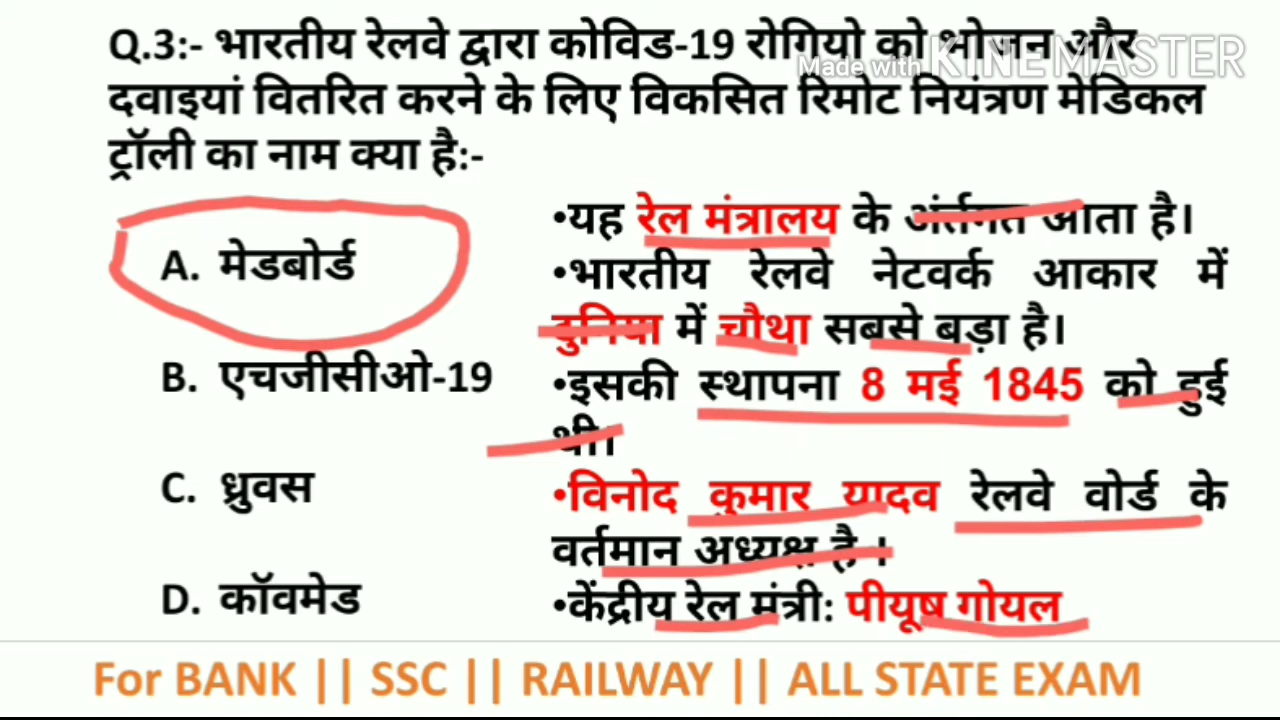 Q.3:- भारतीय रेलवे द्वारा कोविड-19 रोगियो को भोजन और
Made with KINEMASTER
दवाइयां वितरित करने के लिए विकसित रिमोट नियंत्रण मेडिकल
ट्रॉली का नाम क्या है:-
A. मेडबोर्ड
B. एचजीसीओ-19
C. ध्रुवस
D. कॉवमेड
•यह रेल मंत्रालय के अंर्तगत आता है।
•भारतीय रेलवे नेटवर्क आकार में
दुनिया में चौथा सबसे बड़ा है।
•इसकी स्थापना 8 मई 1845 को हुई
थी।
•विनोद कुमार यादव रेलवे वोर्ड के
वर्तमान अध्यक्ष है ।
•केंद्रीय रेल मंत्री: पीयूष गोयल
For BANK || SSC || RAILWAY || ALL STATE EXAM